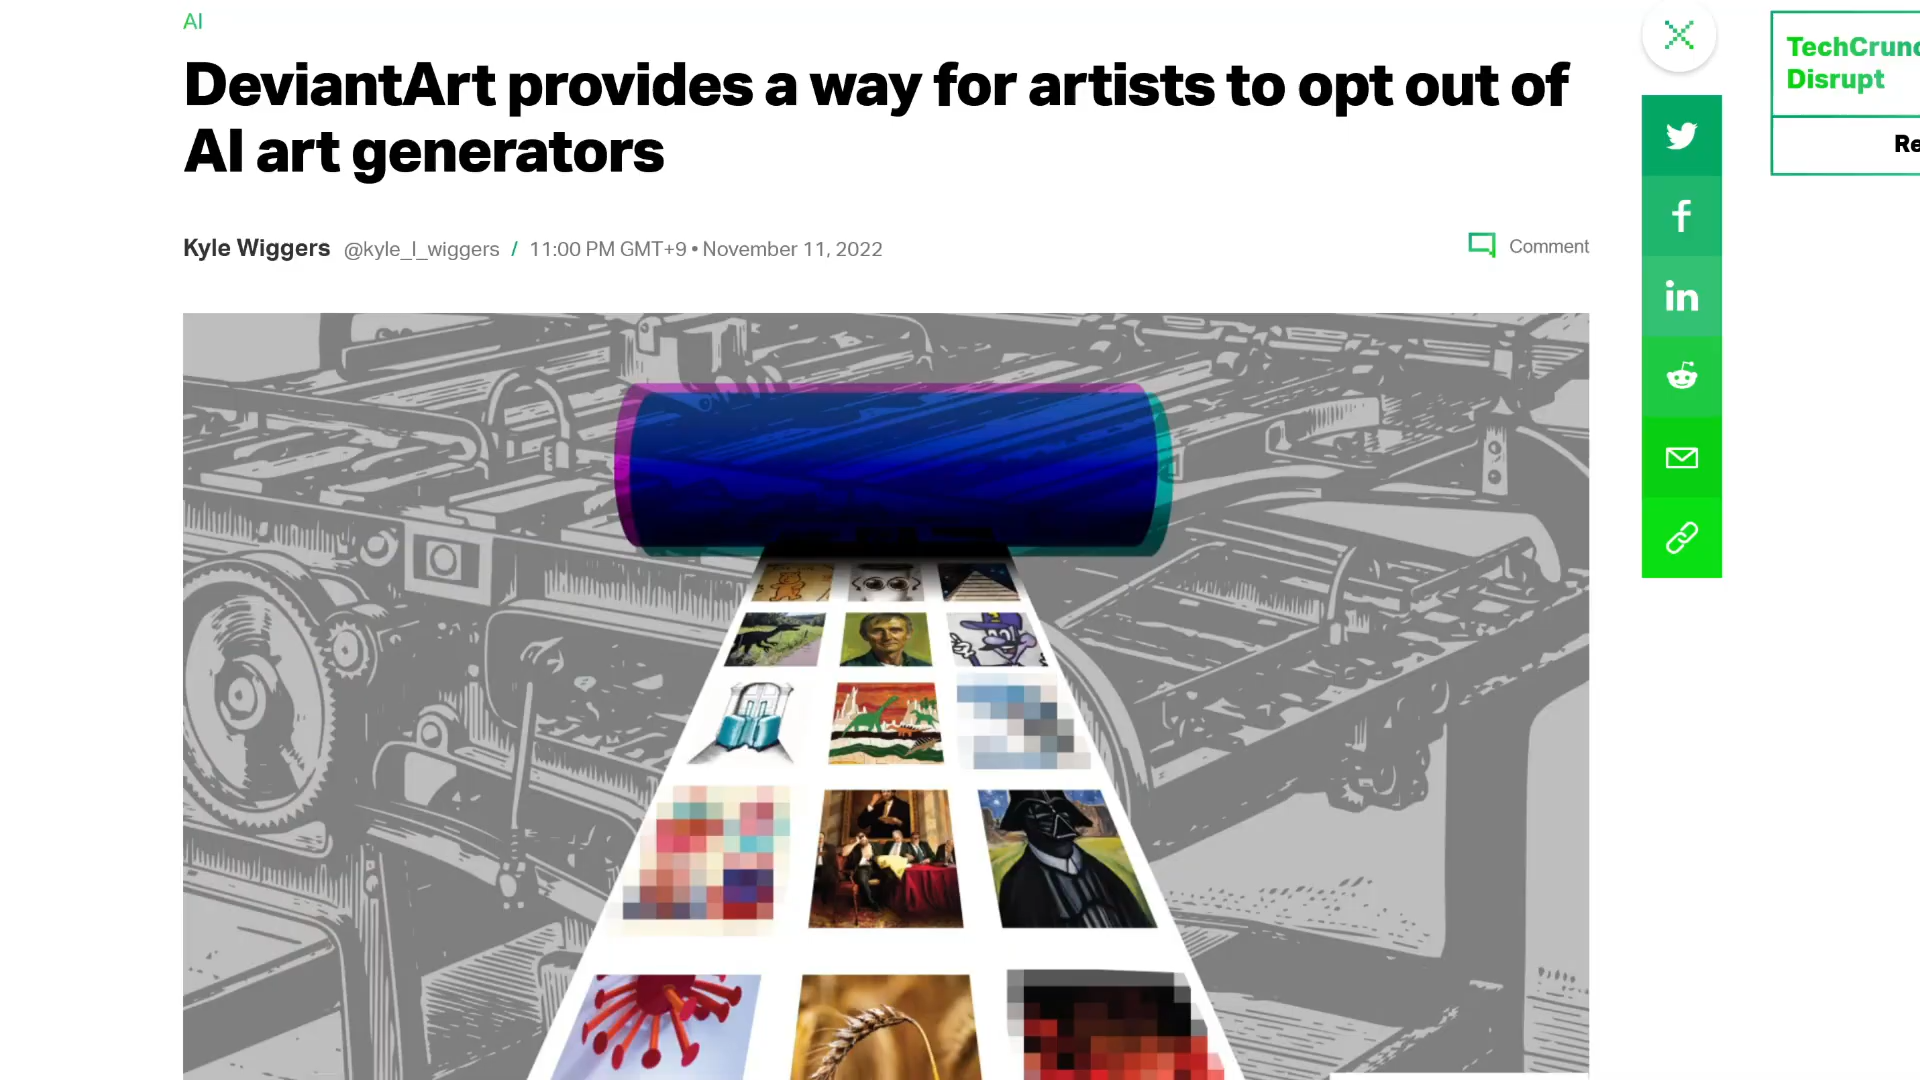 AI
DeviantArt provides a way for artists to opt out of
AI art generators
Kyle Wiggers @kyle_l_wiggers / 11:00 PM GMT+9 • November 11, 2022
Comment
TechCrunc
Disrupt
Re